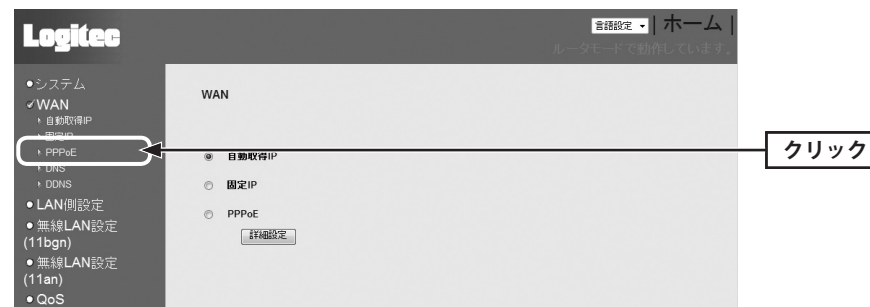 Logitec
言語設定 | ホーム |
ルータモードで動作しています。
●システム
✓WAN
自動取得IP
固定IP
PPPoE
DNS
DDNS
●LAN側設定
●無線LAN設定
(11bgn)
●無線LAN設定
(11an)
●QoS
WAN
自動取得IP
固定IP
PPPoE
詳細設定
クリック